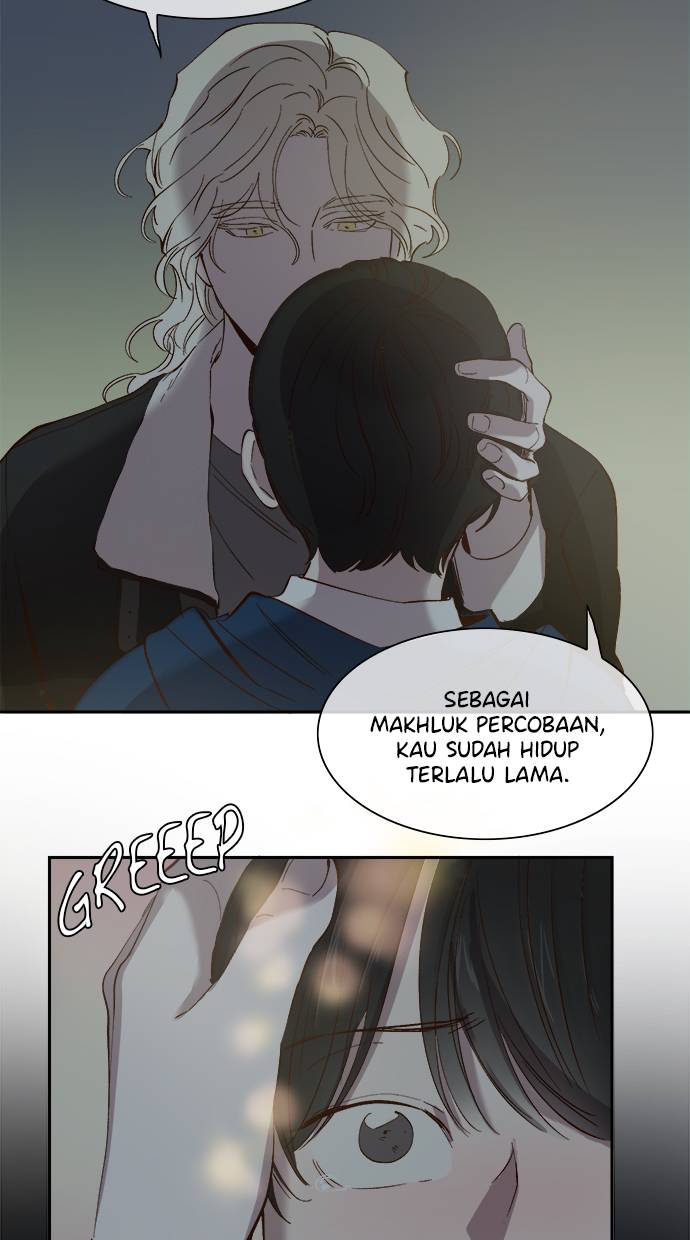 SEBAGAI
MAKHLUK PERCOBAAN,
KAU SUDAH HIDUP
TERLALU LAMA.
GREEEP